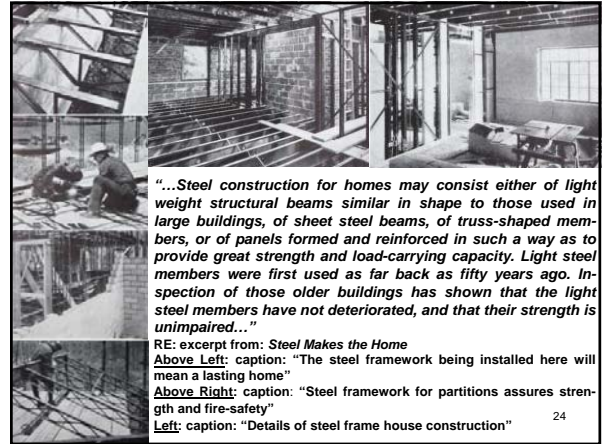 “…Steel construction for homes may consist either of light
weight structural beams similar in shape to those used in
large buildings, of sheet steel beams, of truss-shaped mem-
bers, or of panels formed and reinforced in such a way as to
provide great strength and load-carrying capacity. Light steel
members were first used as far back as fifty years ago. In-
spection of those older buildings has shown that the light
steel members have not deteriorated, and that their strength is
unimpaired…”
RE: excerpt from: Steel Makes the Home
Above Left: caption: “The steel framework being installed here will
mean a lasting home”
Above Right: caption: “Steel framework for partitions assures stren-
gth and fire-safety”
Left: caption: “Details of steel frame house construction”
24